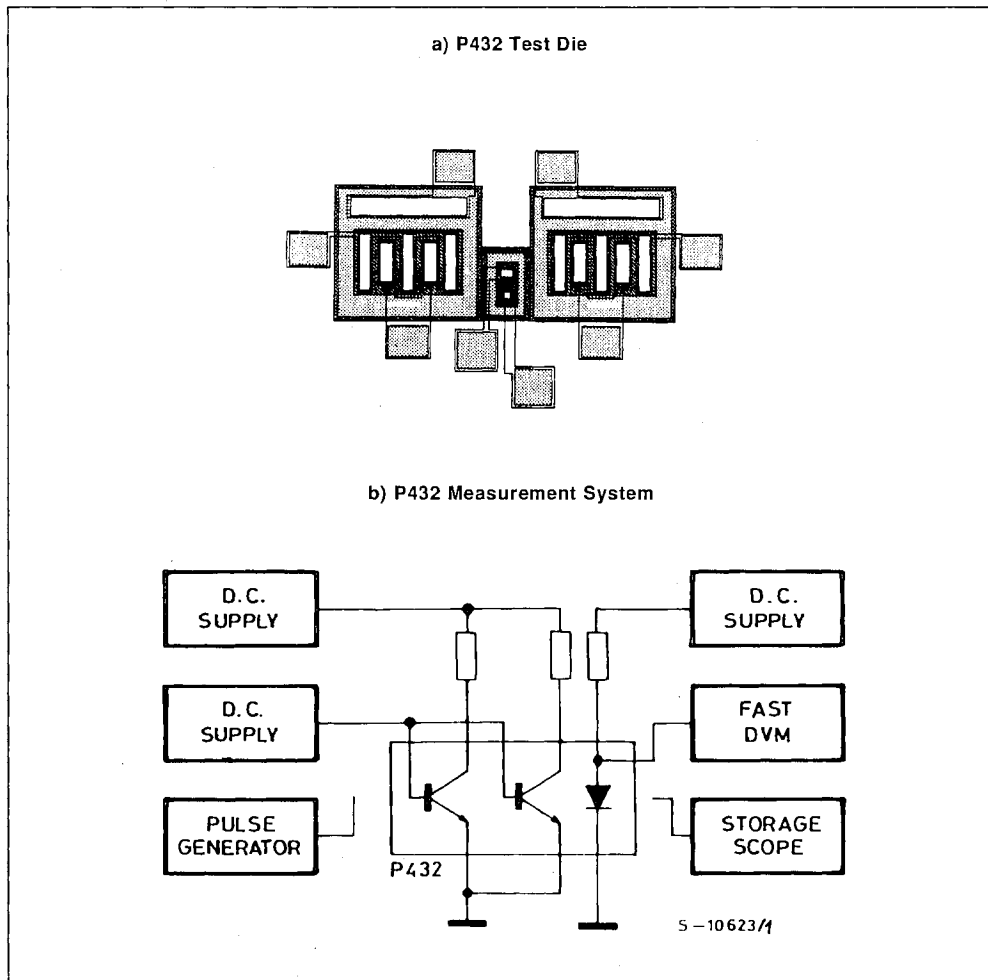 a) P432 Test Die
b) P432 Measurement System
D.C.
SUPPLY
D.C.
SUPPLY
D.C.
SUPPLY
FAST
DVM
PULSE
GENERATOR
STORAGE
SCOPE
P432
S-10623/1